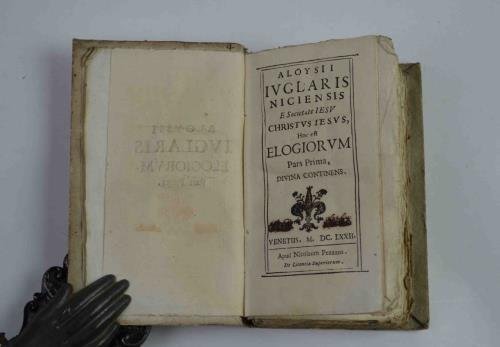 ALOYSII
IVGLARIS
NICIENSIS
E Societate IESV
CHRISTVS IESVS,
Hoc est
ELOGIORVM
Pars Prima,
DIVINA CONTINENS.
VENETIIS, M. DC. LXXII.
Apud Nicolaum Pezzana.
De Licentia Superiorum.